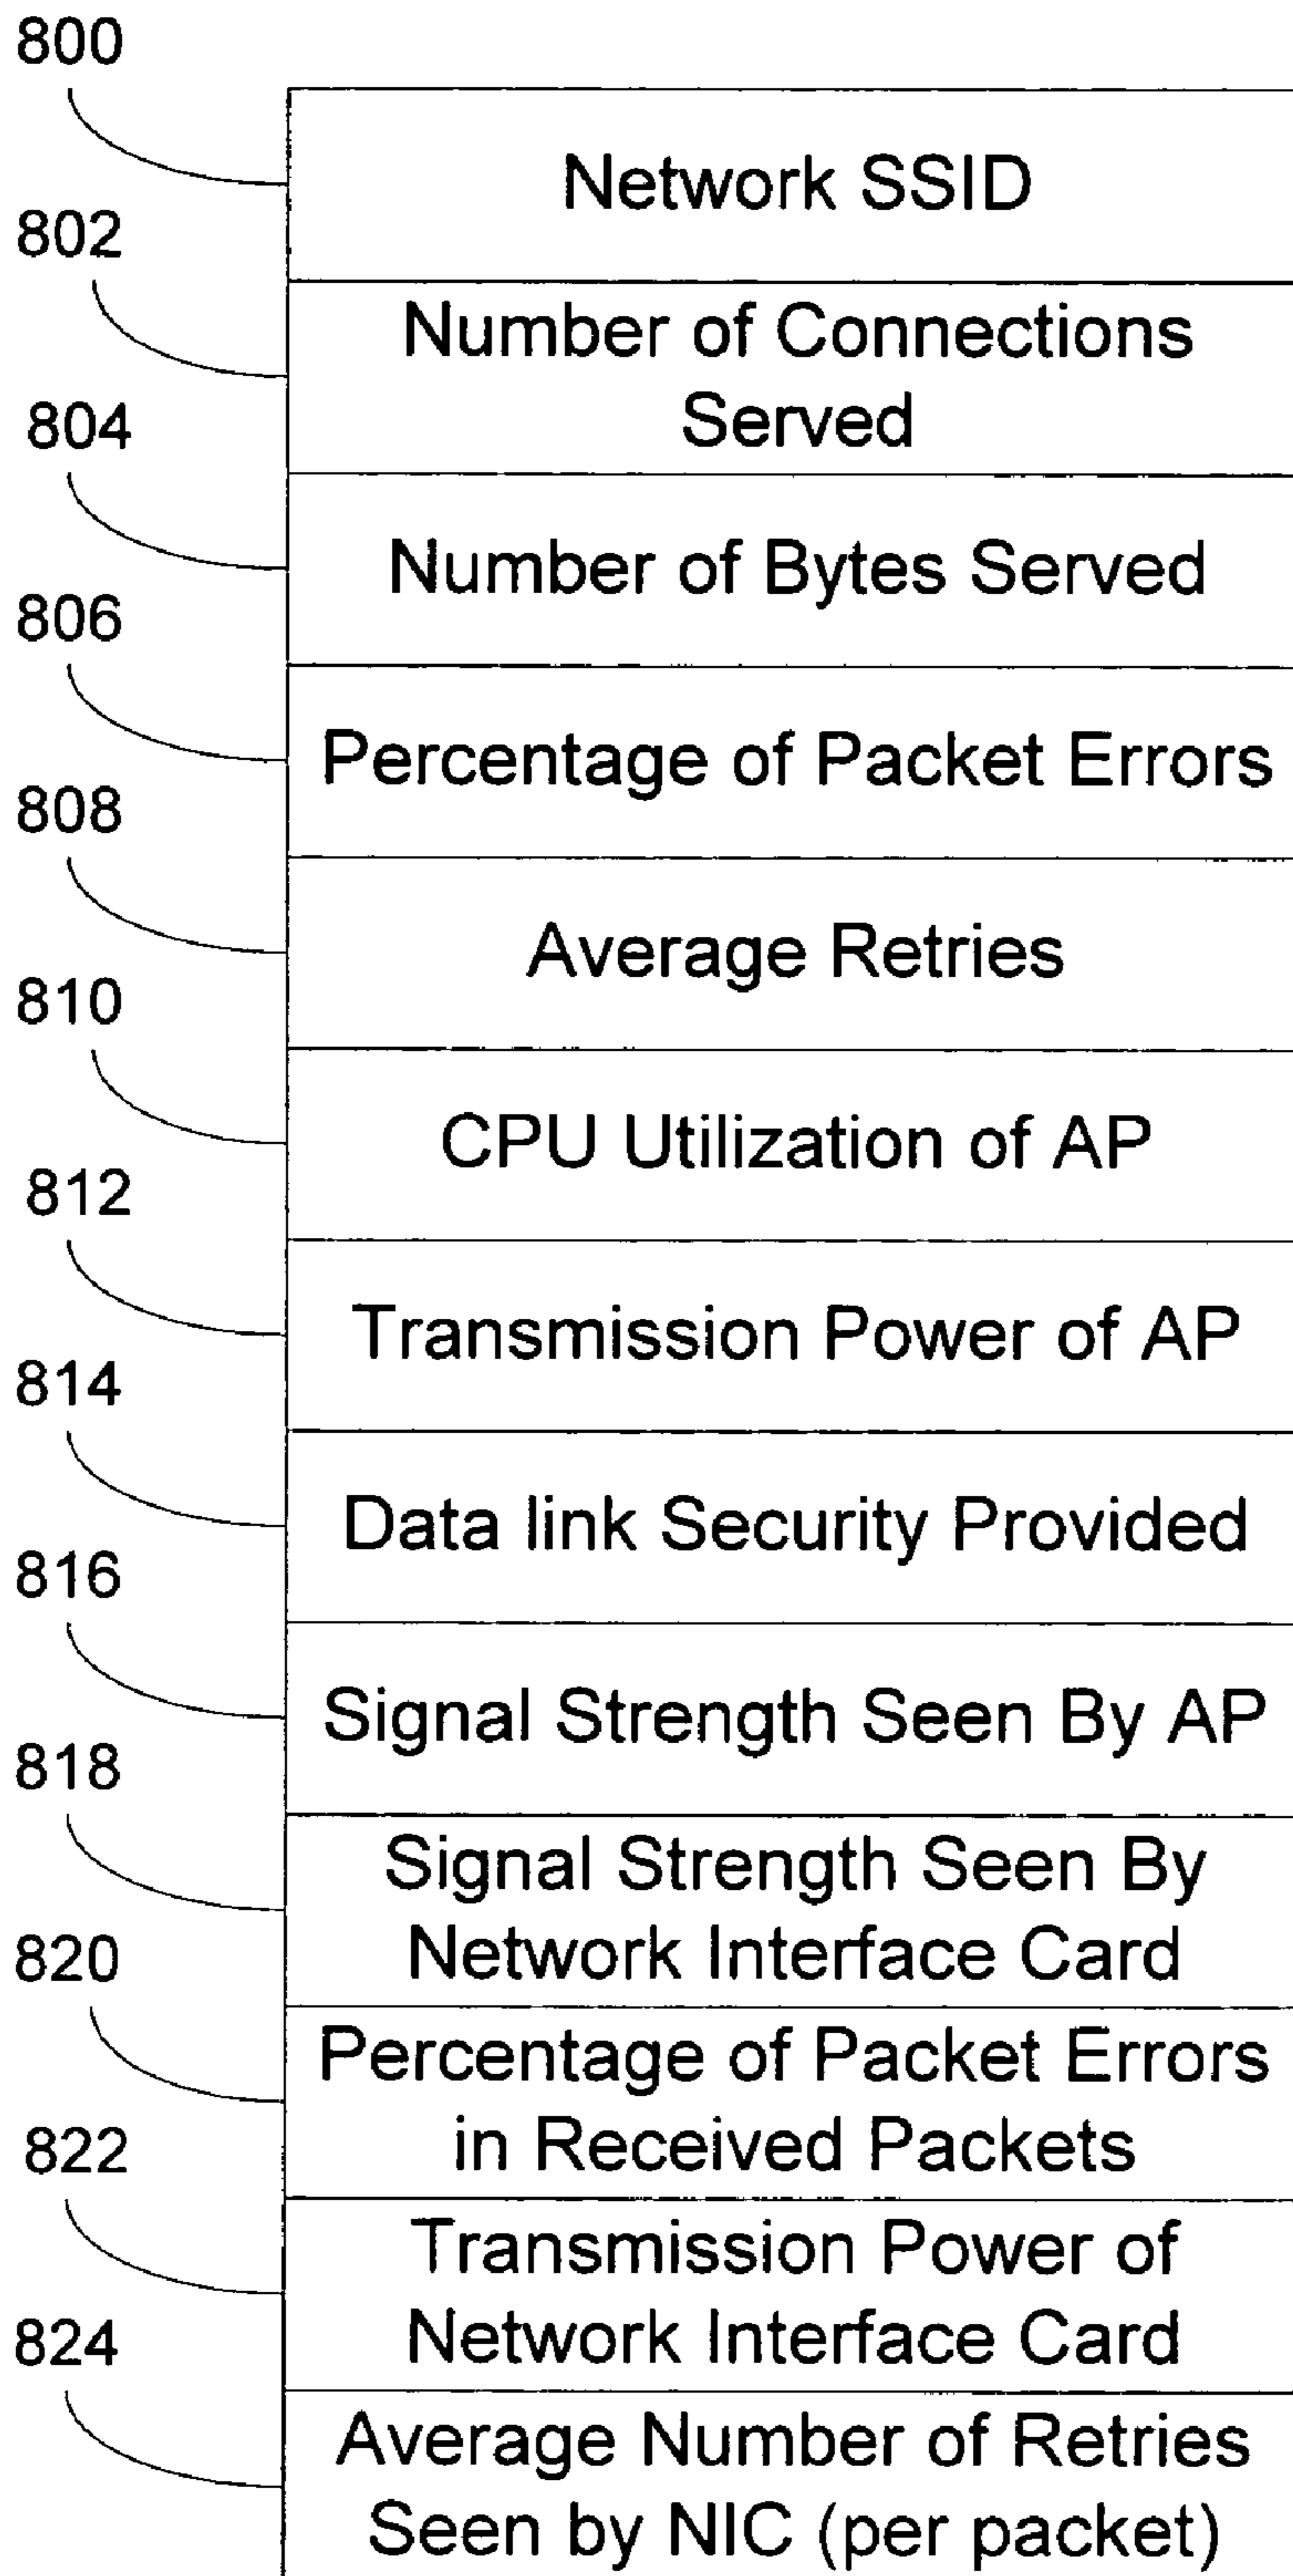 800
Network SSID
802
Number of Connections
Served
804
Number of Bytes Served
806
Percentage of Packet Errors
808
Average Retries
810
CPU Utilization of AP
812
Transmission Power of AP
814
Data link Security Provided
816
Signal Strength Seen By AP
818
Signal Strength Seen By
Network Interface Card
820
Percentage of Packet Errors
in Received Packets
822
Transmission Power of
Network Interface Card
824
Average Number of Retries
Seen by NIC (per packet)